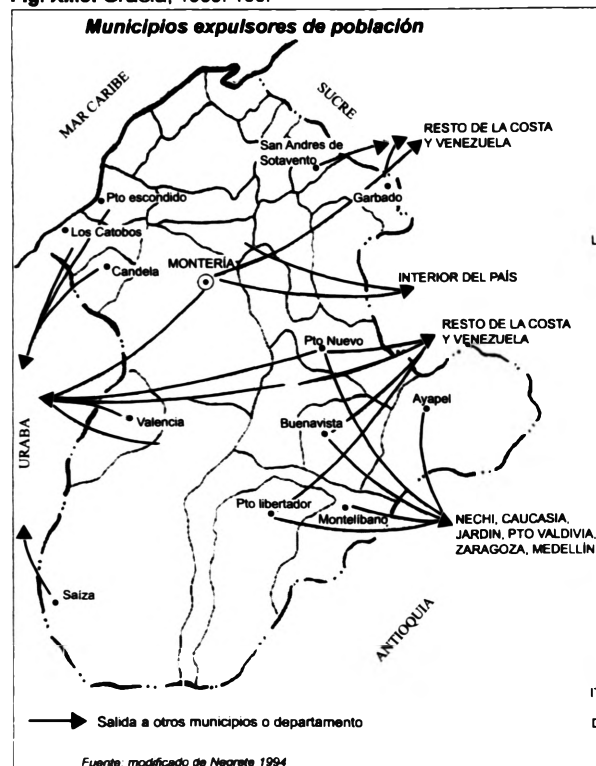 Municipios expulsores de población
MAR CARIBE
SUCRE
RESTO DE LA COSTA
Y VENEZUELA
San Andres de
Sotavento
Garbado
Pto escondido
Los Catobos
Candela
MONTERÍA
INTERIOR DEL PAÍS
RESTO DE LA COSTA
Y VENEZUELA
Pto Nuevo
Ayapel
Valencia
Buenavista
URABA
Pto libertador
Montelibano
NECHI, CAUCASIA,
JARDIN, PTO VALDIVIA,
ZARAGOZA, MEDELLÍN
Saíza
ANTIOQUIA
Salida a otros municipios o departamento
Fuente: modificado de Negrete 1994